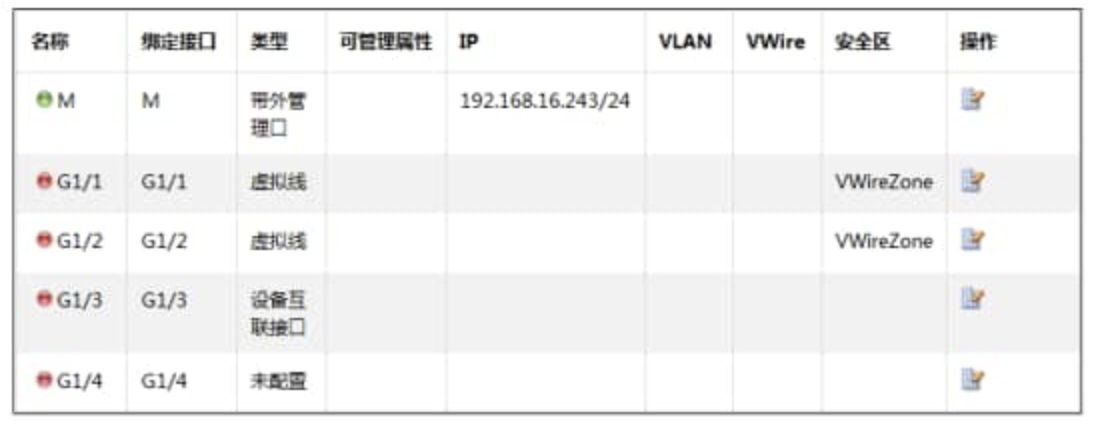 名称 绑定接口 类型 可管理属性 IP VLAN VWire 安全区 操作
M M 带外管理口 192.168.16.243/24
G1/1 G1/1 虚拟线 VWireZone
G1/2 G1/2 虚拟线 VWireZone
G1/3 G1/3 设备互联接口
G1/4 G1/4 未配置